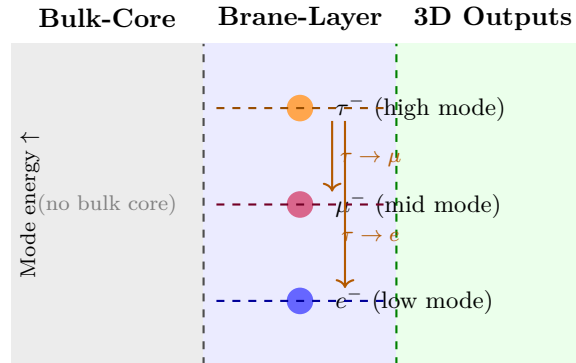 Bulk-Core Brane-Layer 3D Outputs
τ⁻ (high mode)
τ → μ
(no bulk core)
μ⁻ (mid mode)
τ → e
e⁻ (low mode)
Mode energy ↑